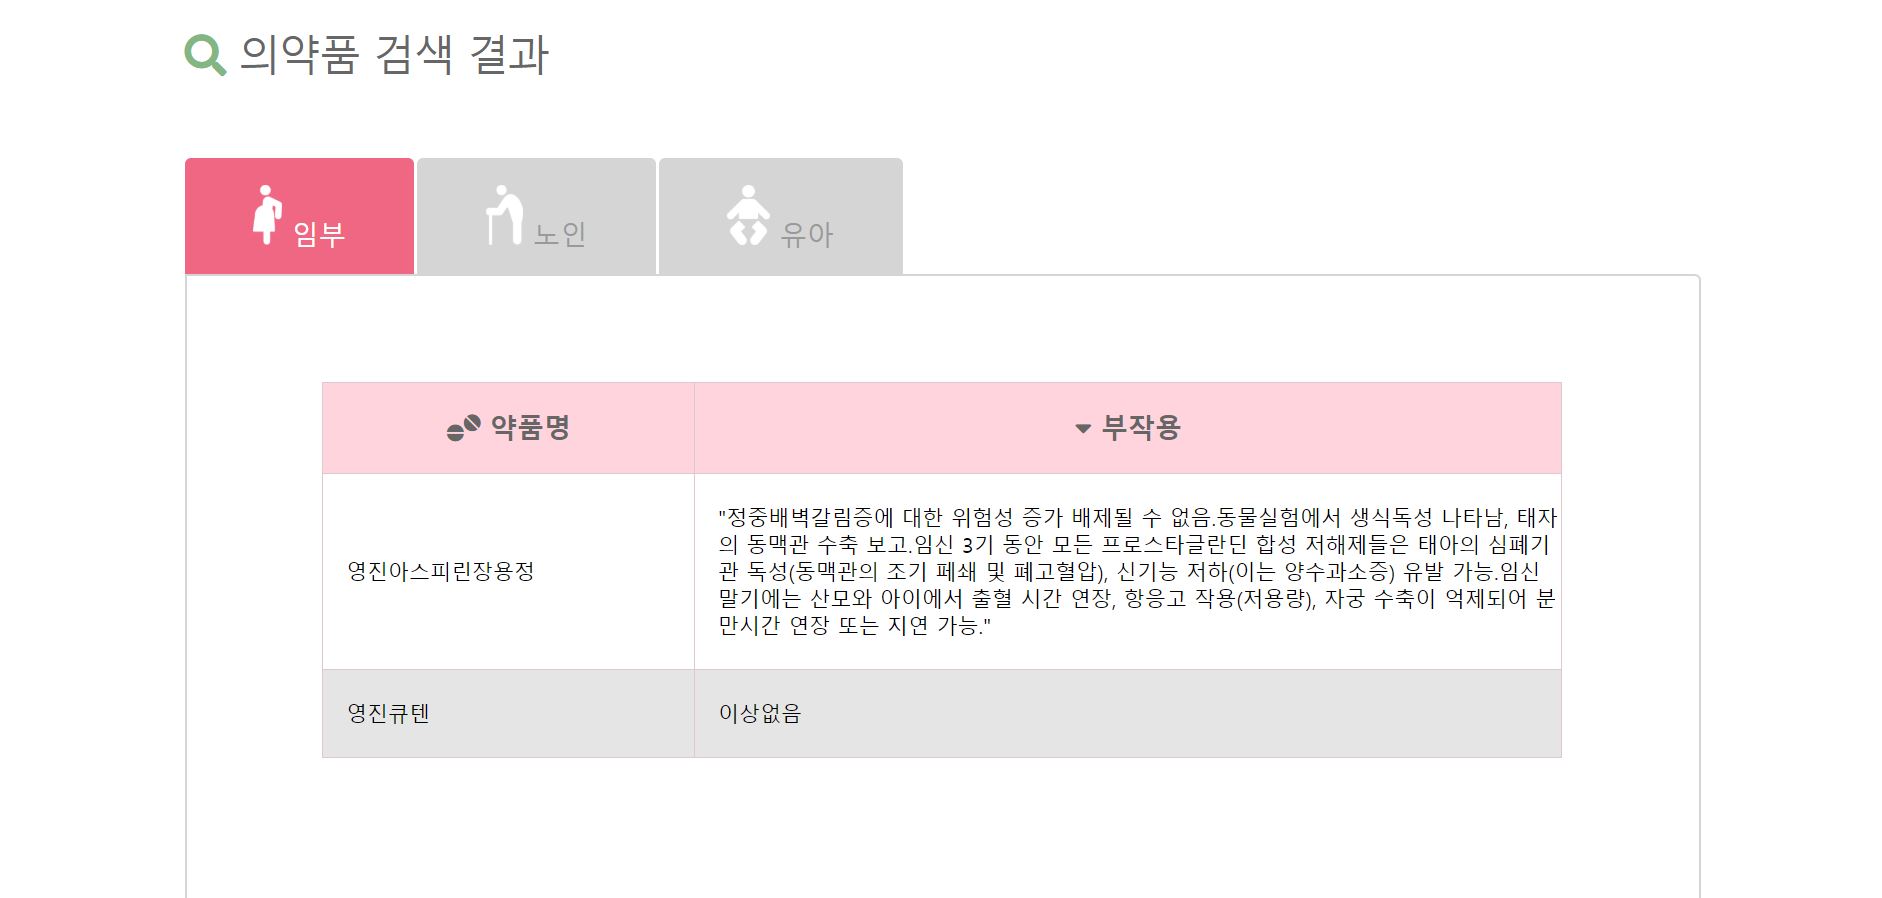 의약품 검색 결과
임부
노인
유아
약품명
부작용
영진아스피린장용정
"정중배벽갈림증에 대한 위험성 증가 배제될 수 없음.동물실험에서 생식독성 나타남, 태자
의 동맥관 수축 보고.임신 3기 동안 모든 프로스타글란딘 합성 저해제들은 태아의 심폐기
관 독성(동맥관의 조기 폐쇄 및 폐고혈압), 신기능 저하(이는 양수과소증) 유발 가능.임신
말기에는 산모와 아이에서 출혈 시간 연장, 항응고 작용(저용량), 자궁 수축이 억제되어 분
만시간 연장 또는 지연 가능."
영진큐텐
이상없음